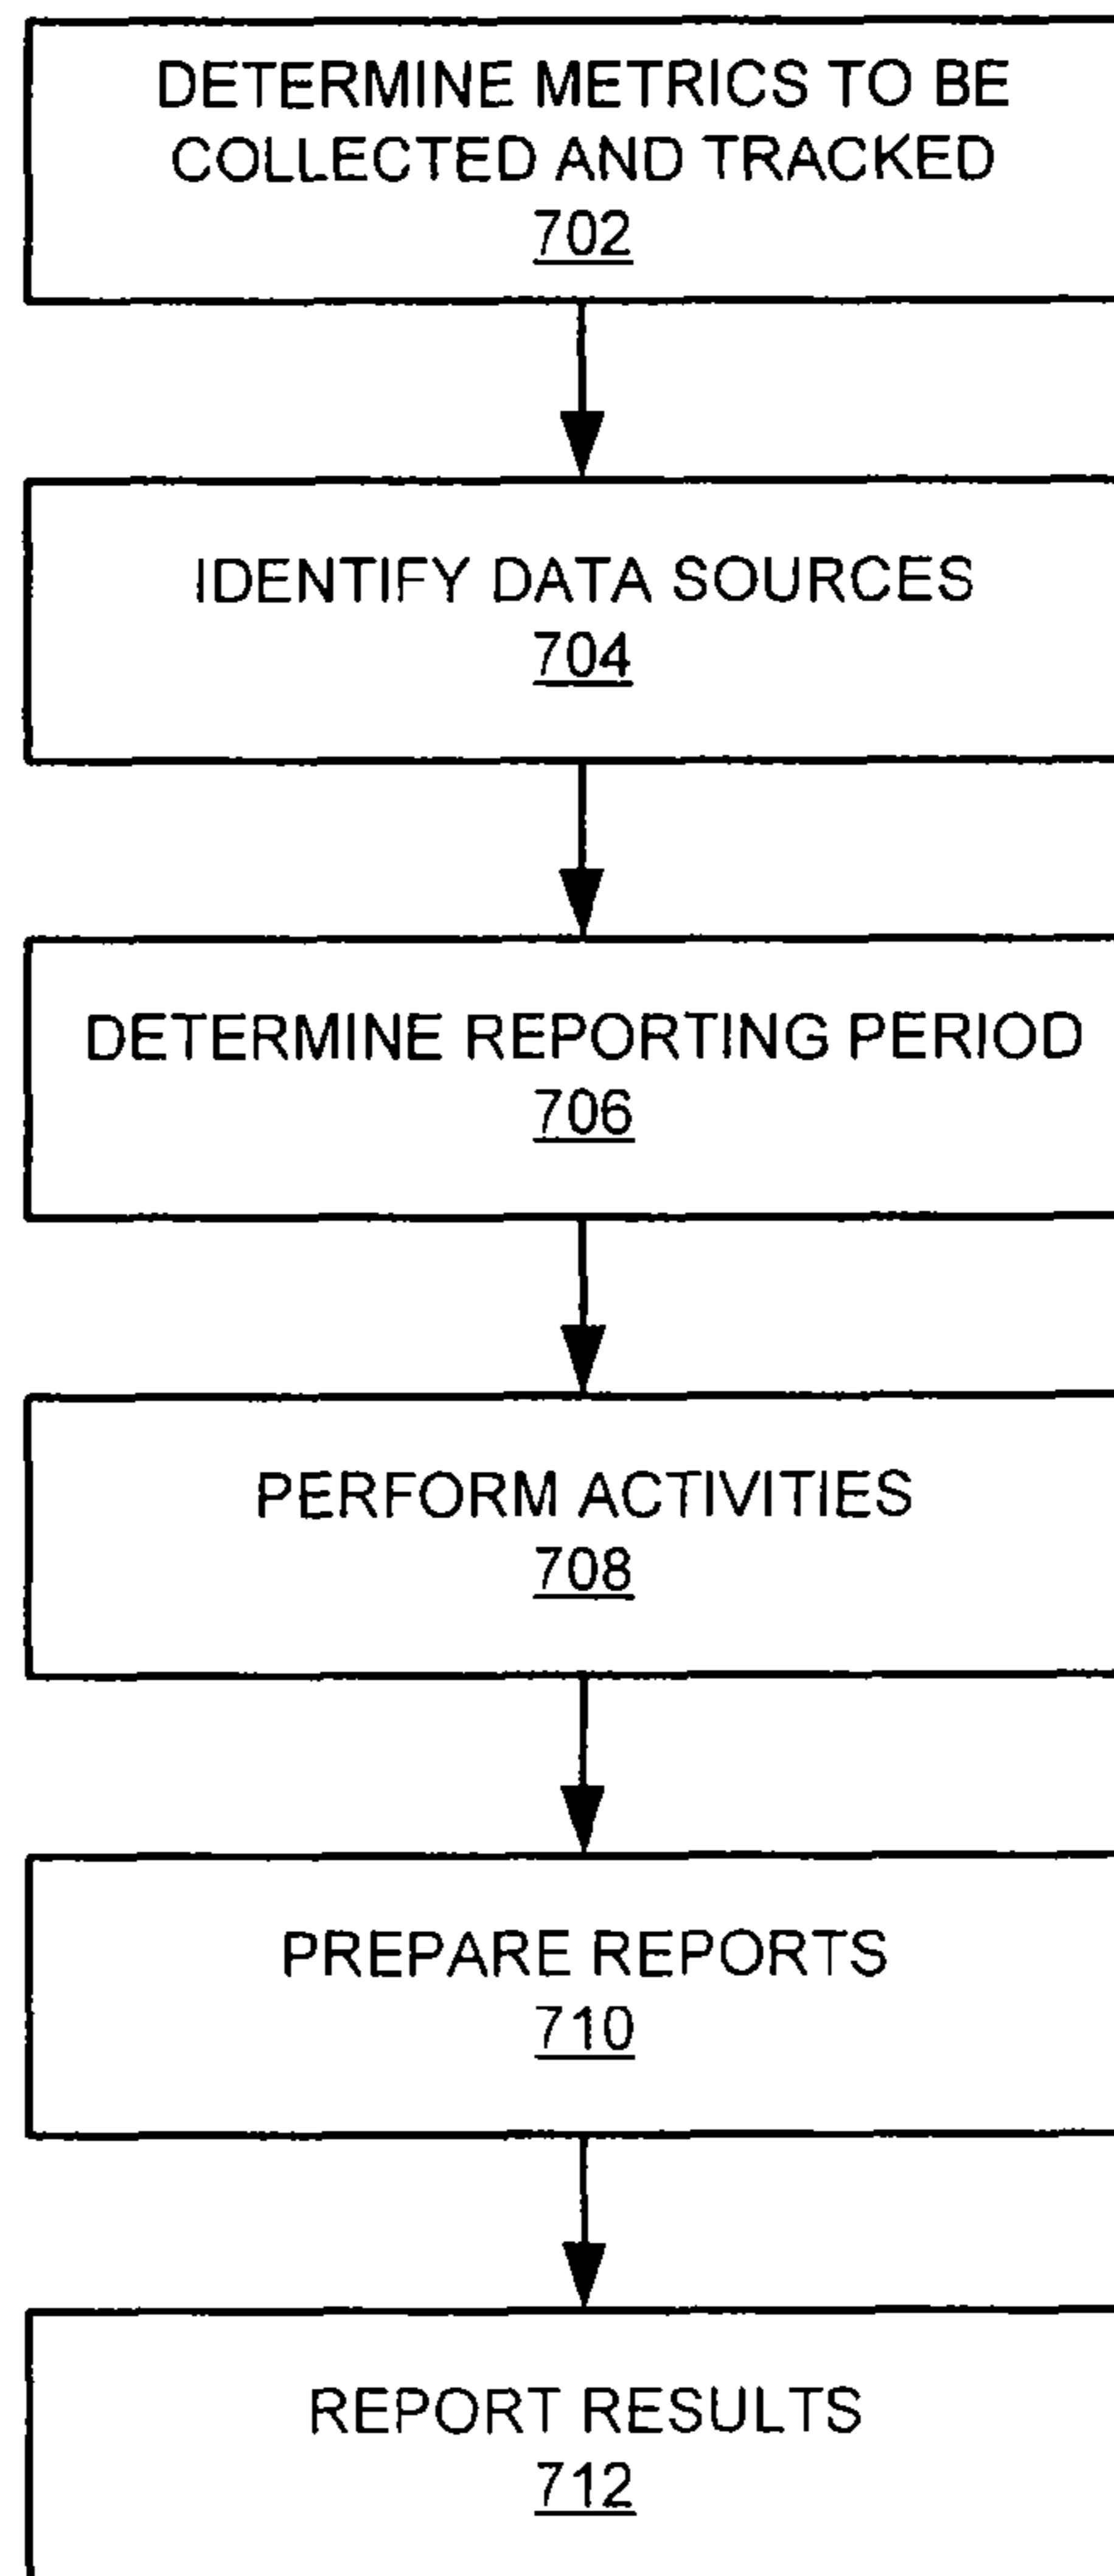 DETERMINE METRICS TO BE
COLLECTED AND TRACKED
702
IDENTIFY DATA SOURCES
704
DETERMINE REPORTING PERIOD
706
PERFORM ACTIVITIES
708
PREPARE REPORTS
710
REPORT RESULTS
712